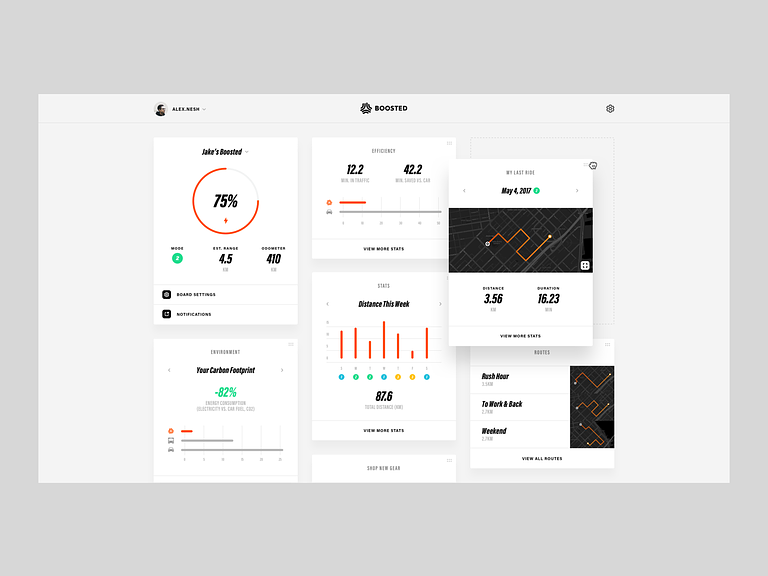 ALEX.NESH
BOOSTED
Jake's Boosted
75%
MODE
EST. RANGE
ODOMETER
2
4.5
410
KM
KM
BOARD SETTINGS
NOTIFICATIONS
ENVIRONMENT
Your Carbon Footprint
-82%
ENERGY CONSUMPTION
(ELECTRICITY VS. CAR FUEL, CO2)
EFFICIENCY
12.2
42.2
MIN. IN TRAFFIC
MIN. SAVED VS. CAR
VIEW MORE STATS
STATS
Distance This Week
87.6
TOTAL DISTANCE (KM)
VIEW MORE STATS
SHOP NEW GEAR
MY LAST RIDE
May 4, 2017
2
DISTANCE
DURATION
3.56
16.23
KM
MIN
VIEW MORE STATS
ROUTES
Rush Hour
3.5KM
To Work & Back
2.7KM
Weekend
2.7KM
VIEW ALL ROUTES